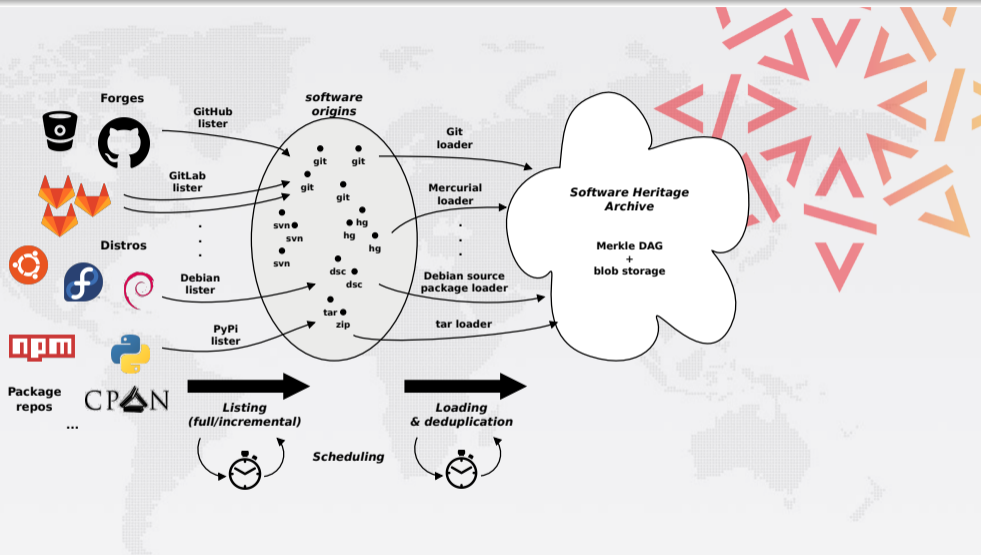 Forges
GitHub
lister
GitLab
lister
Distros
Debian
lister
PyPi
lister
npm
CPAN
Package
repos
...
software
origins
git
git
git
git
svn
svn
svn
hg
hg
hg
dsc
dsc
tar
zip
Git
loader
Mercurial
loader
Debian source
package loader
tar loader
Software Heritage
Archive
Merkle DAG
+
blob storage
Listing
(full/incremental)
Scheduling
Loading
& deduplication